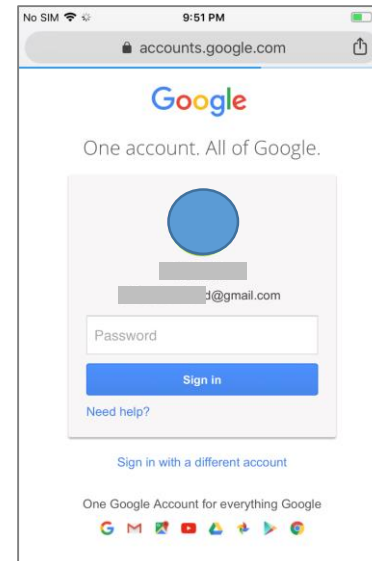 No SIM 9:51 PM
accounts.google.com
Google
One account. All of Google.
d@gmail.com
Password
Sign in
Need help?
Sign in with a different account
One Google Account for everything Google